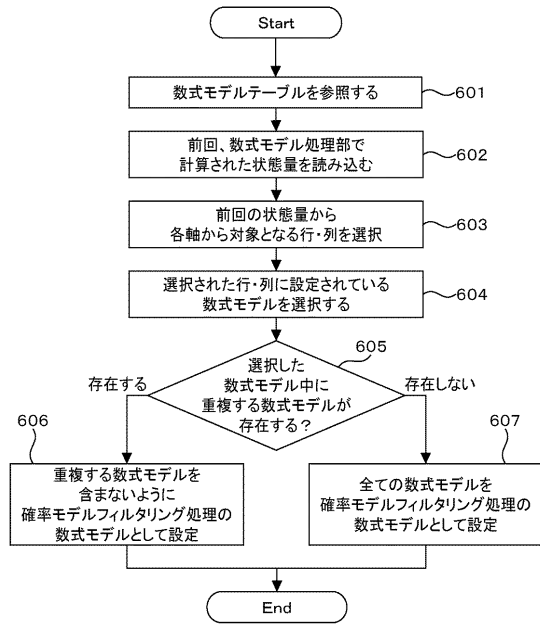 Start
数式モデルテーブルを参照する
601
前回、数式モデル処理部で
計算された状態量を読み込む
602
前回の状態量から
各軸から対象となる行・列を選択
603
選択された行・列に設定されている
数式モデルを選択する
604
605
選択した
数式モデル中に
重複する数式モデルが
存在する？
存在する
存在しない
606
重複する数式モデルを
含まないように
確率モデルフィルタリング処理の
数式モデルとして設定
607
全ての数式モデルを
確率モデルフィルタリング処理の
数式モデルとして設定
End